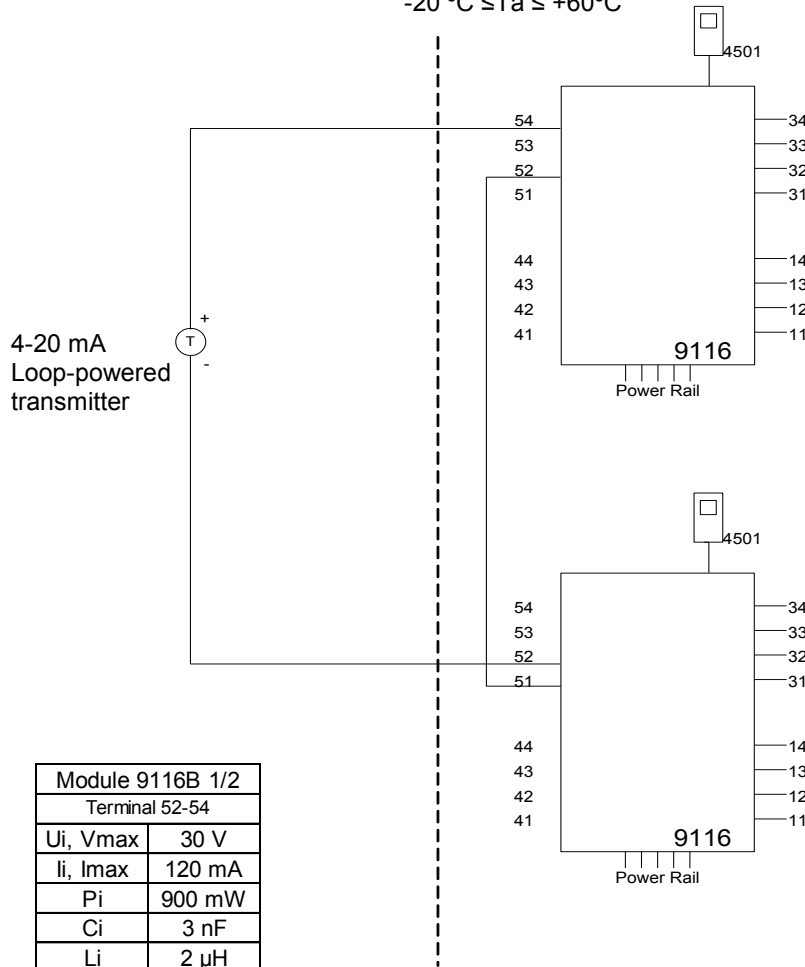 -20 °C ≤Ta ≤ +60°C
4501
54
53
52
51
44
43
42
41
34
33
32
31
14
13
12
11
9116
Power Rail
+
T
-
4-20 mA
Loop-powered
transmitter
4501
54
53
52
51
44
43
42
41
34
33
32
31
14
13
12
11
9116
Power Rail
Module 9116B 1/2
Terminal 52-54
Ui, Vmax 30 V
Ii, Imax 120 mA
Pi 900 mW
Ci 3 nF
Li 2 µH